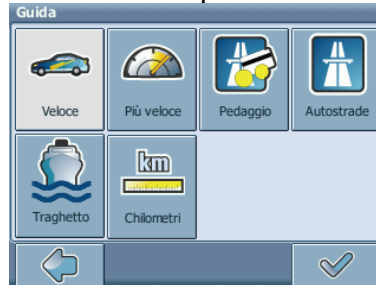 Guida
Veloce
Più veloce
Pedaggio
Autostrade
km
Traghetto
Chilometri